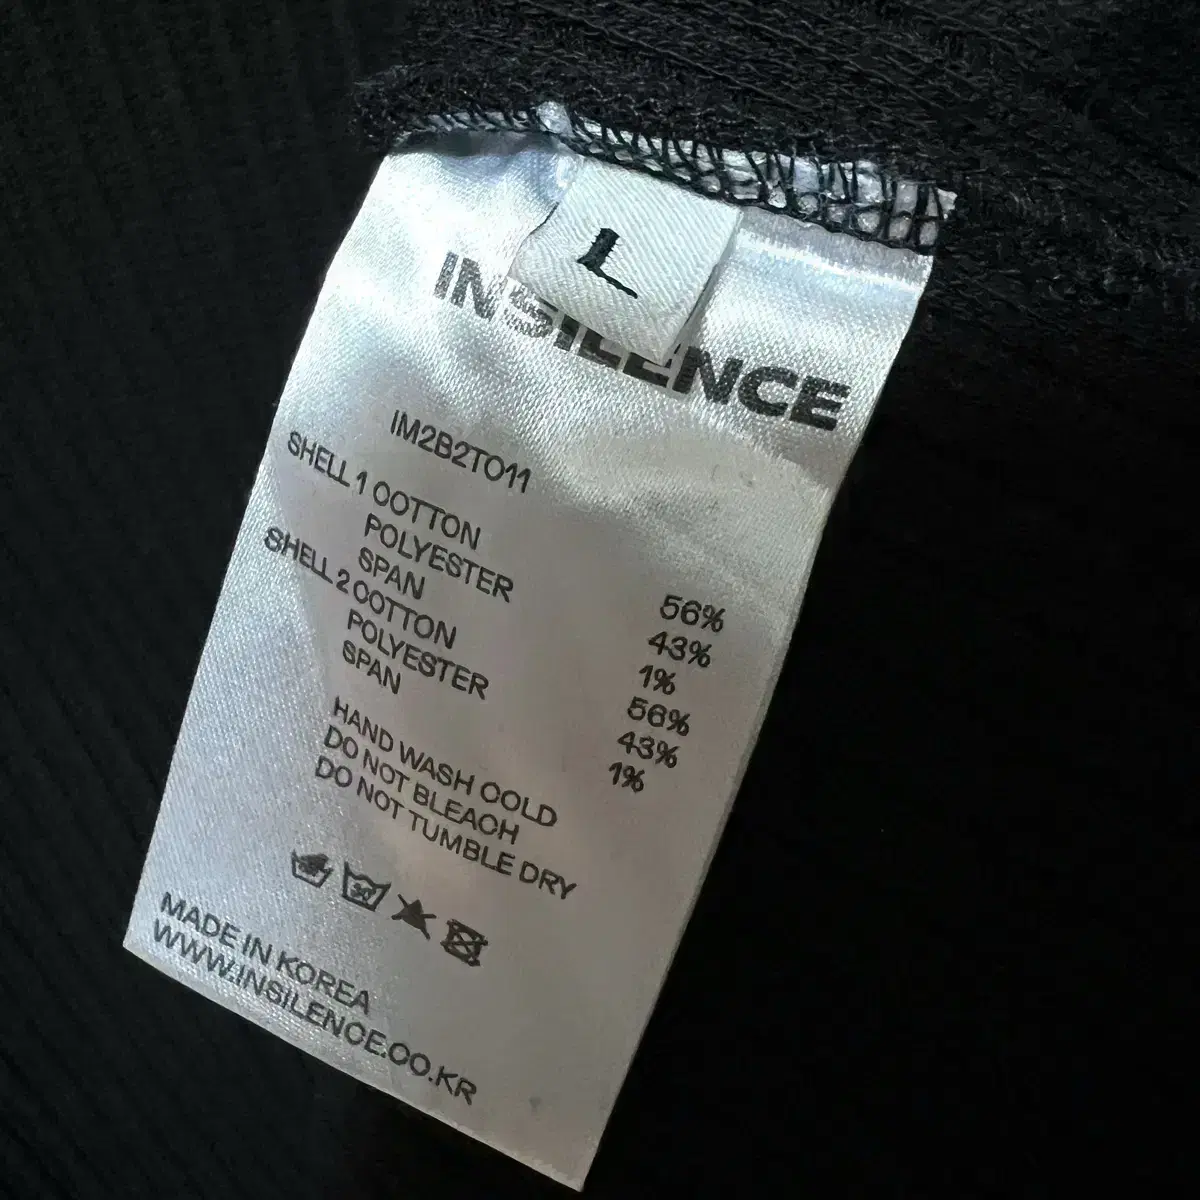 L
INSILENCE
IM2B2TO11
SHELL 1 COTTON 56%
POLYESTER 43%
SPAN 1%
SHELL 2 COTTON 56%
POLYESTER 43%
SPAN 1%
HAND WASH COLD
DO NOT BLEACH
DO NOT TUMBLE DRY
30
MADE IN KOREA
WWW.INSILENCE.CO.KR